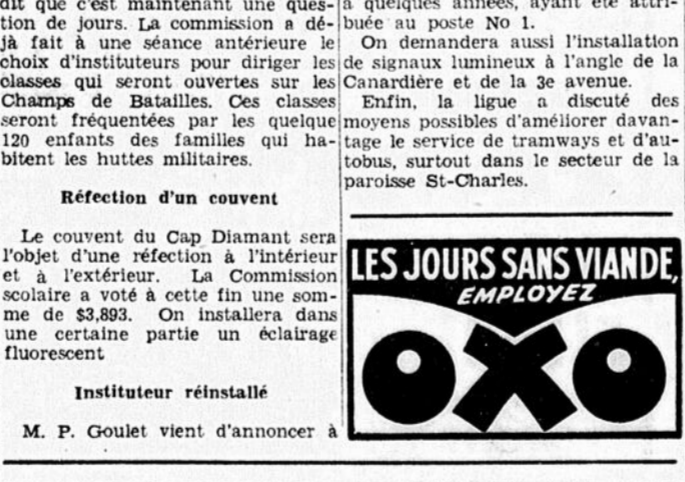 dit que c'est maintenant une ques-
tion de jours. La commission a dé-
jà fait à une séance antérieure le
choix d'instituteurs pour diriger les
classes qui seront ouvertes sur les
Champs de Batailles. Ces classes
seront fréquentées par les quelque
120 enfants des familles qui ha-
bitent les huttes militaires.
Réfection d'un couvent
Le couvent du Cap Diamant sera
l'objet d'une réfection à l'intérieur
et à l'extérieur. La Commission
scolaire a voté à cette fin une som-
me de $3,893. On installera dans
une certaine partie un éclairage
fluorescent
Instituteur réinstallé
M. P. Goulet vient d'annoncer à
a quelques années, ayant été attri-
buée au poste No 1.
On demandera aussi l'installation
de signaux lumineux à l'angle de la
Canardière et de la 3e avenue.
Enfin, la ligue a discuté des
moyens possibles d'améliorer davan-
tage le service de tramways et d'au-
tobus, surtout dans le secteur de la
paroisse St-Charles.
LES JOURS SANS VIANDE,
EMPLOYEZ
OXO